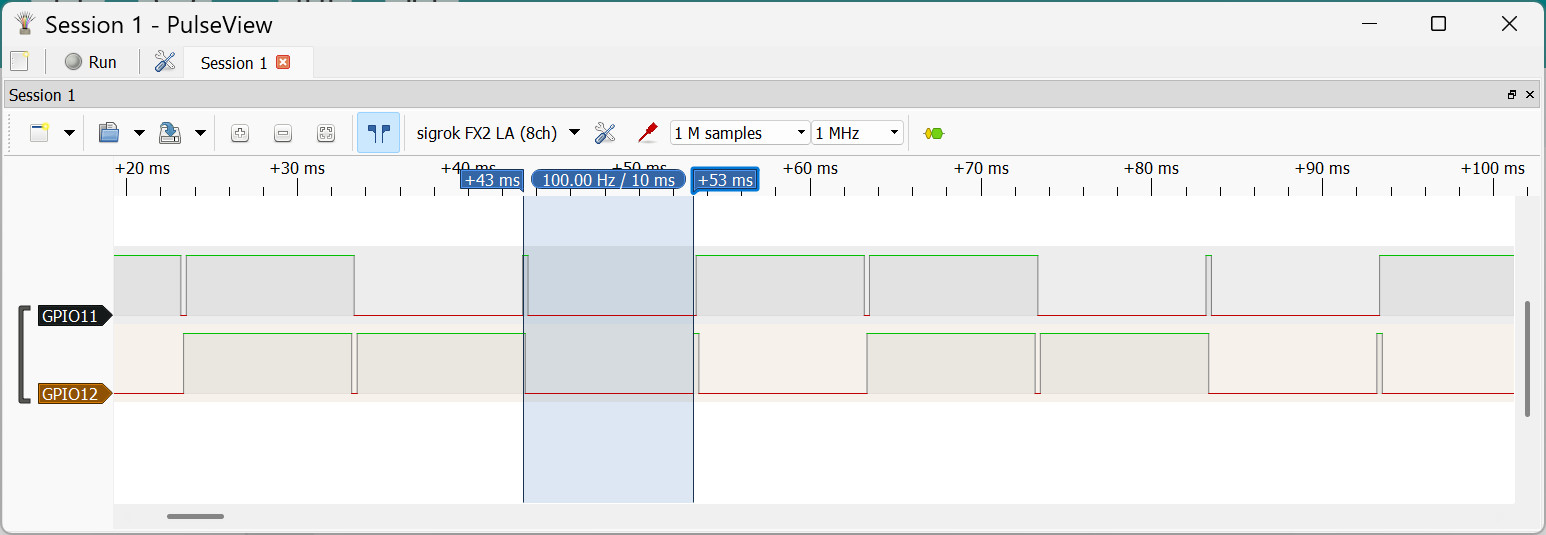 Session 1 - PulseView
Run
Session 1
Session 1
sigrok FX2 LA (8ch)
1 M samples
1 MHz
+20 ms +30 ms +40 ms +50 ms +60 ms +70 ms +80 ms +90 ms +100 ms
+43 ms 100.00 Hz / 10 ms +53 ms
GPIO11
GPIO12